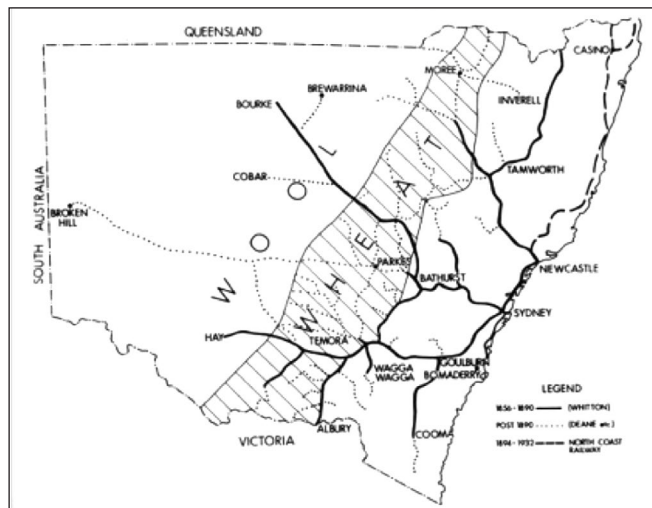 QUEENSLAND
CASINO
MOREE
BREWARRINA
INVERELL
BOURKE
COBAR
TAMWORTH
SOUTH AUSTRALIA
BROKEN HILL
WOOL
WHEAT
PARKES
BATHURST
NEWCASTLE
SYDNEY
HAY
TEMORA
WAGGA WAGGA
GOULBURN
BOMADERRY
ALBURY
COOMA
VICTORIA
LEGEND
1856-1890 (WHITTON)
POST 1890 (DEANE etc.)
1894-1932 NORTH COAST RAILWAY